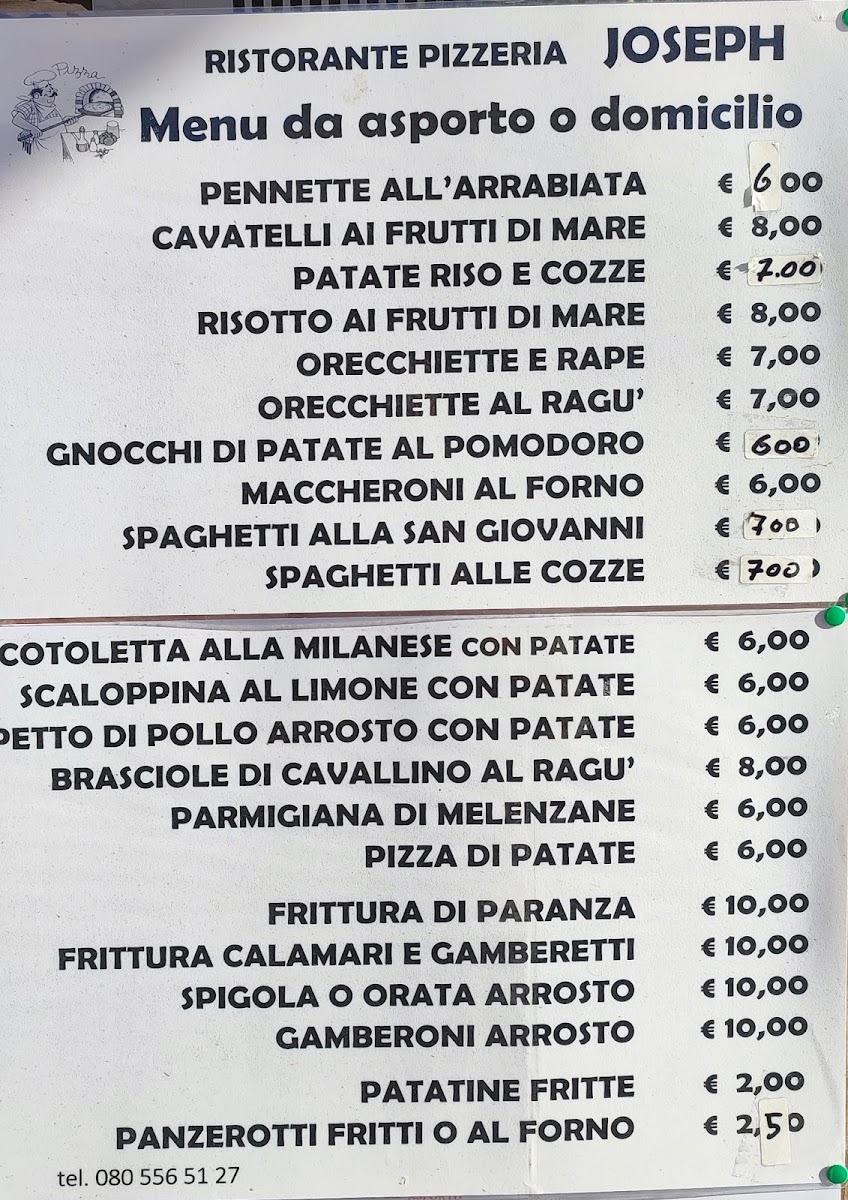 Pizza
RISTORANTE PIZZERIA JOSEPH
Menu da asporto o domicilio
PENNETTE ALL'ARRABIATA € 6 00
CAVATELLI AI FRUTTI DI MARE € 8,00
PATATE RISO E COZZE € 7.00
RISOTTO AI FRUTTI DI MARE € 8,00
ORECCHIETTE E RAPE € 7,00
ORECCHIETTE AL RAGU' € 7,00
GNOCCHI DI PATATE AL POMODORO € 600
MACCHERONI AL FORNO € 6,00
SPAGHETTI ALLA SAN GIOVANNI € 700
SPAGHETTI ALLE COZZE € 700
COTOLETTA ALLA MILANESE CON PATATE € 6,00
SCALOPPINA AL LIMONE CON PATATE € 6,00
PETTO DI POLLO ARROSTO CON PATATE € 6,00
BRASCIOLE DI CAVALLINO AL RAGU' € 8,00
PARMIGIANA DI MELENZANE € 6,00
PIZZA DI PATATE € 6,00
FRITTURA DI PARANZA € 10,00
FRITTURA CALAMARI E GAMBERETTI € 10,00
SPIGOLA O ORATA ARROSTO € 10,00
GAMBERONI ARROSTO € 10,00
PATATINE FRITTE € 2,00
PANZEROTTI FRITTI O AL FORNO € 2,50
tel. 080 556 51 27